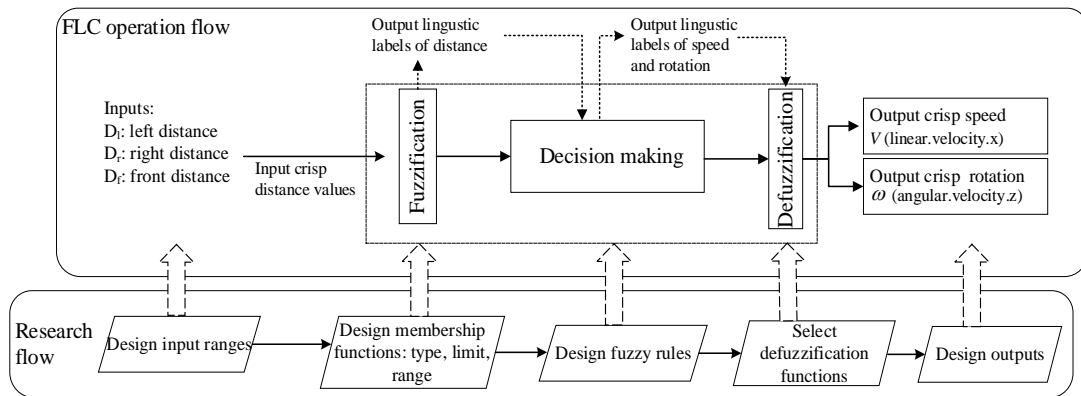 FLC operation flow
Output lingustic
labels of distance
Output lingustic
labels of speed
and rotation
Inputs:
Dₗ: left distance
Dᵣ: right distance
D_f: front distance
Input crisp
distance values
Fuzzification
Decision making
Defuzzification
Output crisp speed
V (linear.velocity.x)
Output crisp rotation
ω (angular.velocity.z)
Research
flow
Design input ranges
Design membership
functions: type, limit,
range
Design fuzzy rules
Select
defuzzification
functions
Design outputs